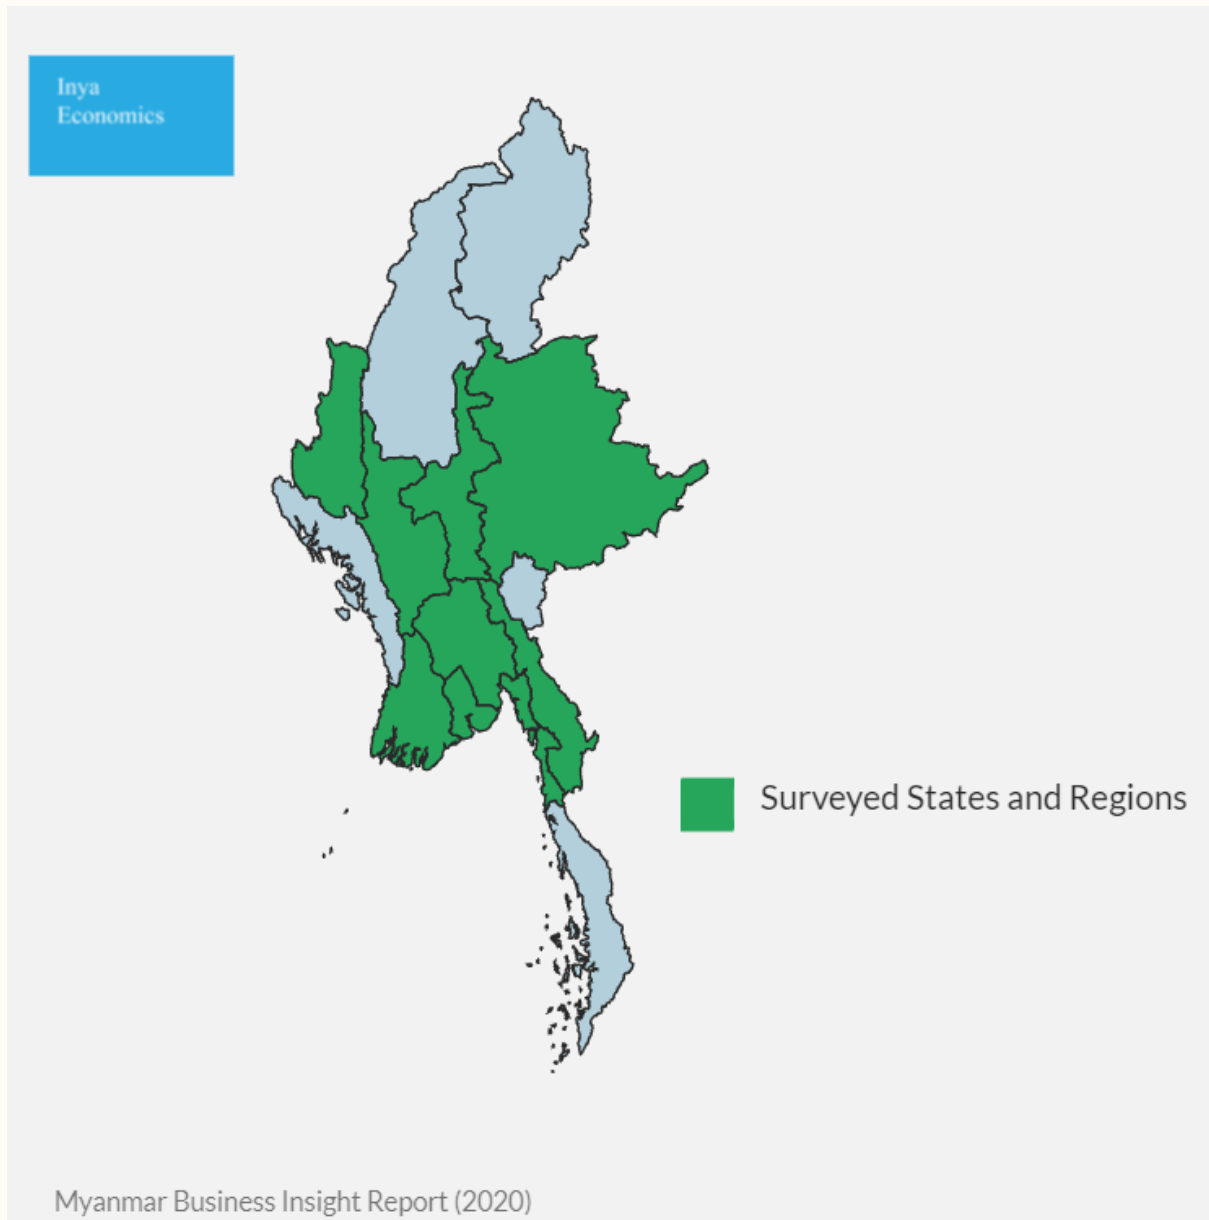 Inya
Economics
Surveyed States and Regions
Myanmar Business Insight Report (2020)